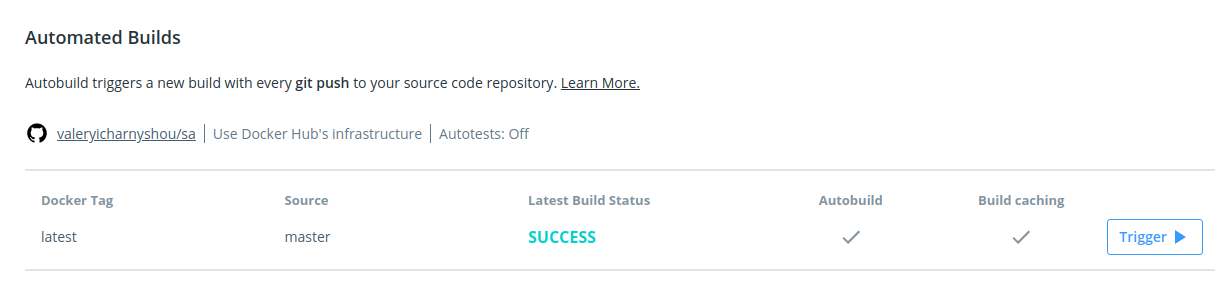 Automated Builds
Autobuild triggers a new build with every git push to your source code repository. Learn More.
valeryicharnyshou/sa | Use Docker Hub's infrastructure | Autotests: Off
Docker Tag Source Latest Build Status Autobuild Build caching
latest master SUCCESS Trigger